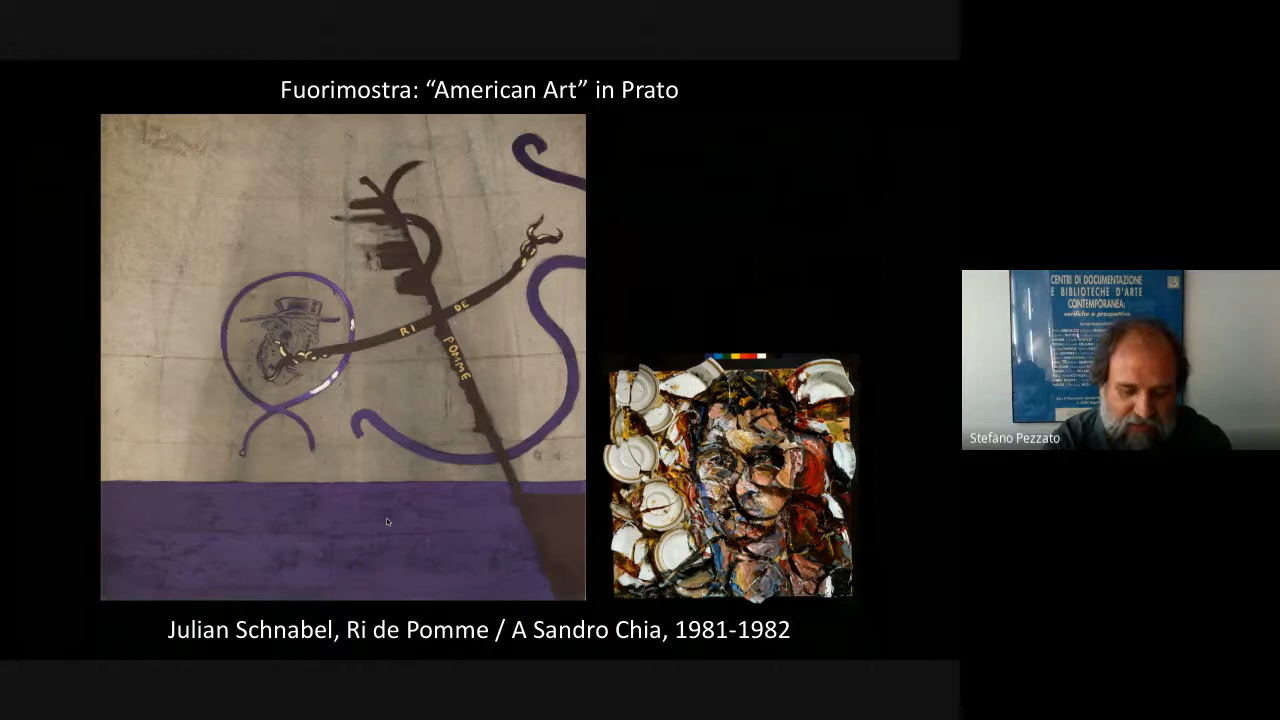 Fuorimostra: “American Art” in Prato
RI DE
POMME
CENTRI DI DOCUMENTAZIONE
E BIBLIOTECHE D'ARTE
CONTEMPORANEA:
verifiche e prospettive
Stefano Pezzato
Julian Schnabel, Ri de Pomme / A Sandro Chia, 1981-1982